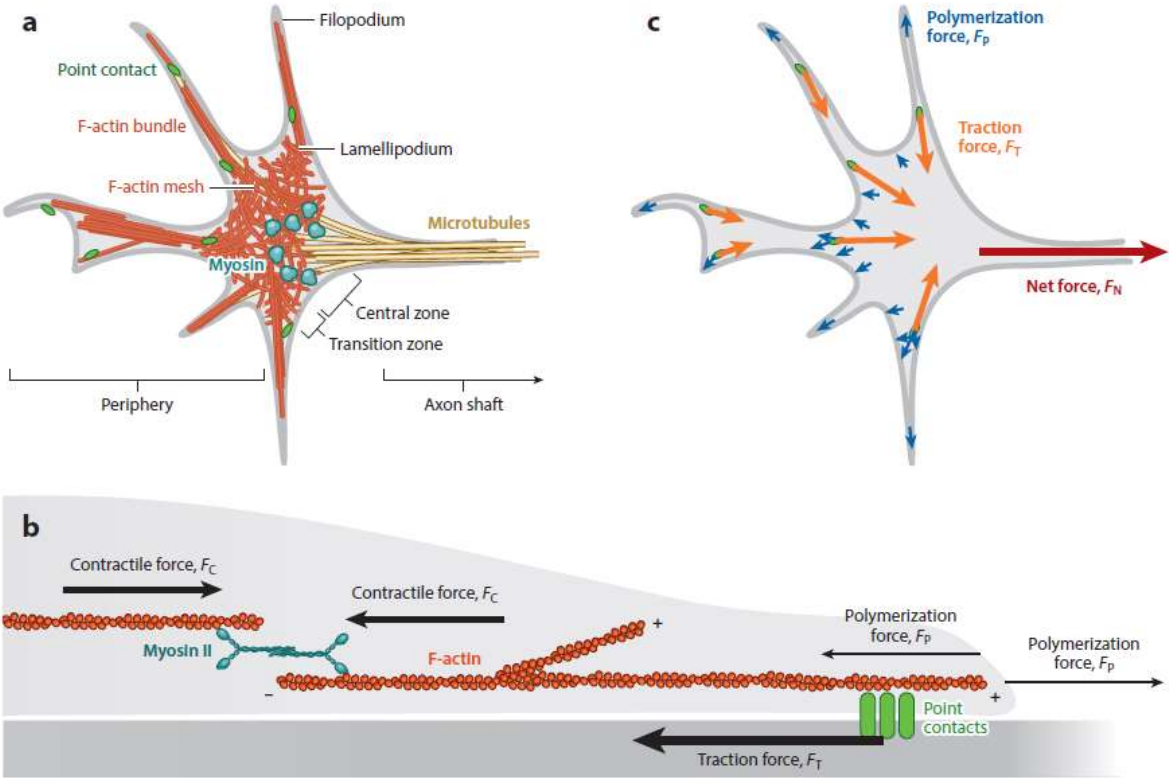 a
Filopodium
Point contact
F-actin bundle
Lamellipodium
F-actin mesh
Microtubules
Myosin
Central zone
Transition zone
Periphery
Axon shaft
c
Polymerization
force, FP
Traction
force, FT
Net force, FN
b
Contractile force, FC
Contractile force, FC
Polymerization
force, FP
Polymerization
force, FP
Myosin II
F-actin
+
–
+
Point
contacts
Traction force, FT